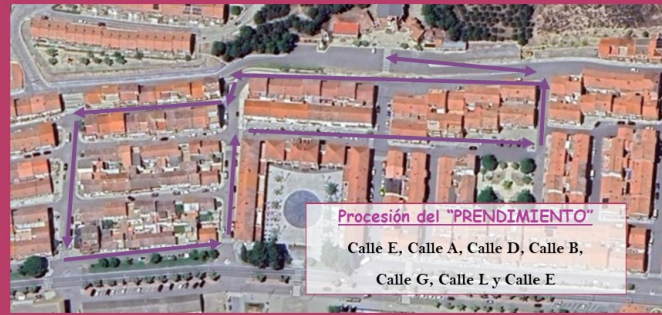 Procesión del "PRENDIMIENTO"
Calle E, Calle A, Calle D, Calle B,
Calle G, Calle L y Calle E